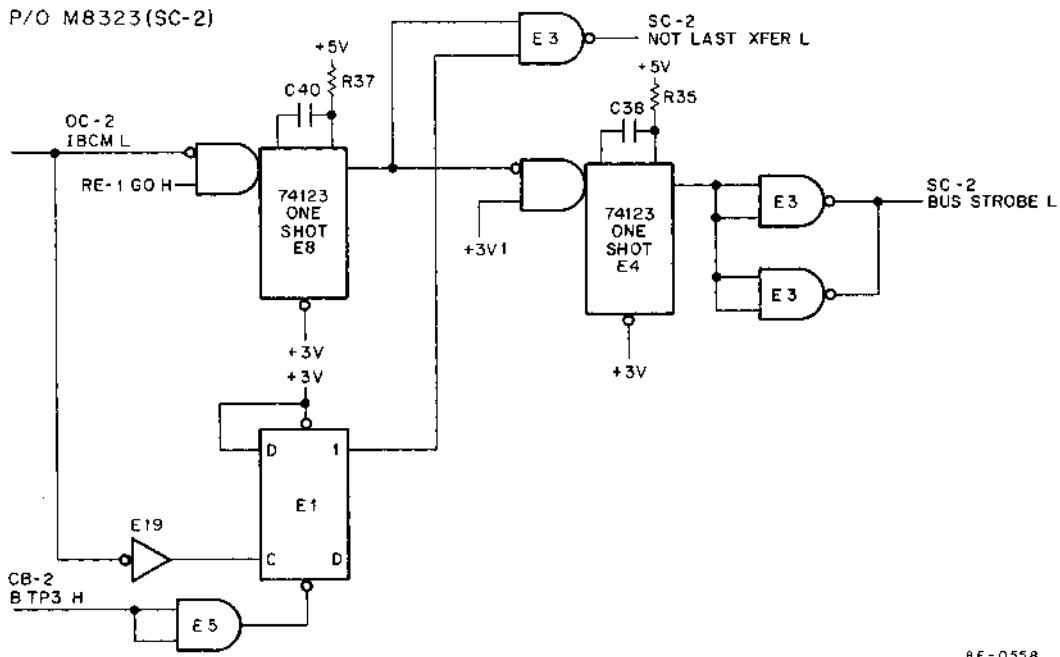 P/O M8323(SC-2)
E3
SC-2
NOT LAST XFER L
+5V
R37
C40
+5V
R35
C38
OC-2
IBCM L
RE-1 GO H
74123
ONE
SHOT
E8
+3V1
74123
ONE
SHOT
E4
E3
SC-2
BUS STROBE L
E3
+3V
+3V
+3V
D
1
E1
E19
C
D
CB-2
B TP3 H
E5
8E-0558